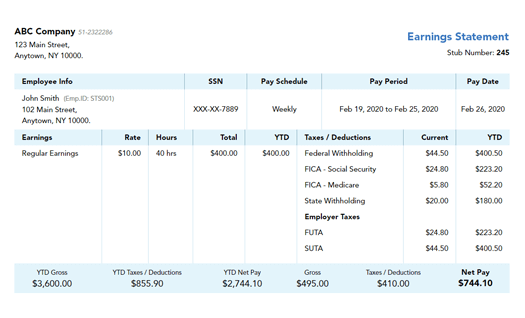 ABC Company 51-2322286
123 Main Street,
Anytown, NY 10000.
Earnings Statement
Stub Number: 245
Employee Info SSN Pay Schedule Pay Period Pay Date
John Smith (Emp.ID: STS001)
102 Main Street,
Anytown, NY 10000.
XXX-XX-7889 Weekly Feb 19, 2020 to Feb 25, 2020 Feb 26, 2020
Earnings Rate Hours Total YTD Taxes / Deductions Current YTD
Regular Earnings $10.00 40 hrs $400.00 $400.00 Federal Withholding $44.50 $400.50
FICA - Social Security $24.80 $223.20
FICA - Medicare $5.80 $52.20
State Withholding $20.00 $180.00
Employer Taxes
FUTA $24.80 $223.20
SUTA $44.50 $400.50
YTD Gross YTD Taxes / Deductions YTD Net Pay Gross Taxes / Deductions Net Pay
$3,600.00 $855.90 $2,744.10 $495.00 $410.00 $744.10